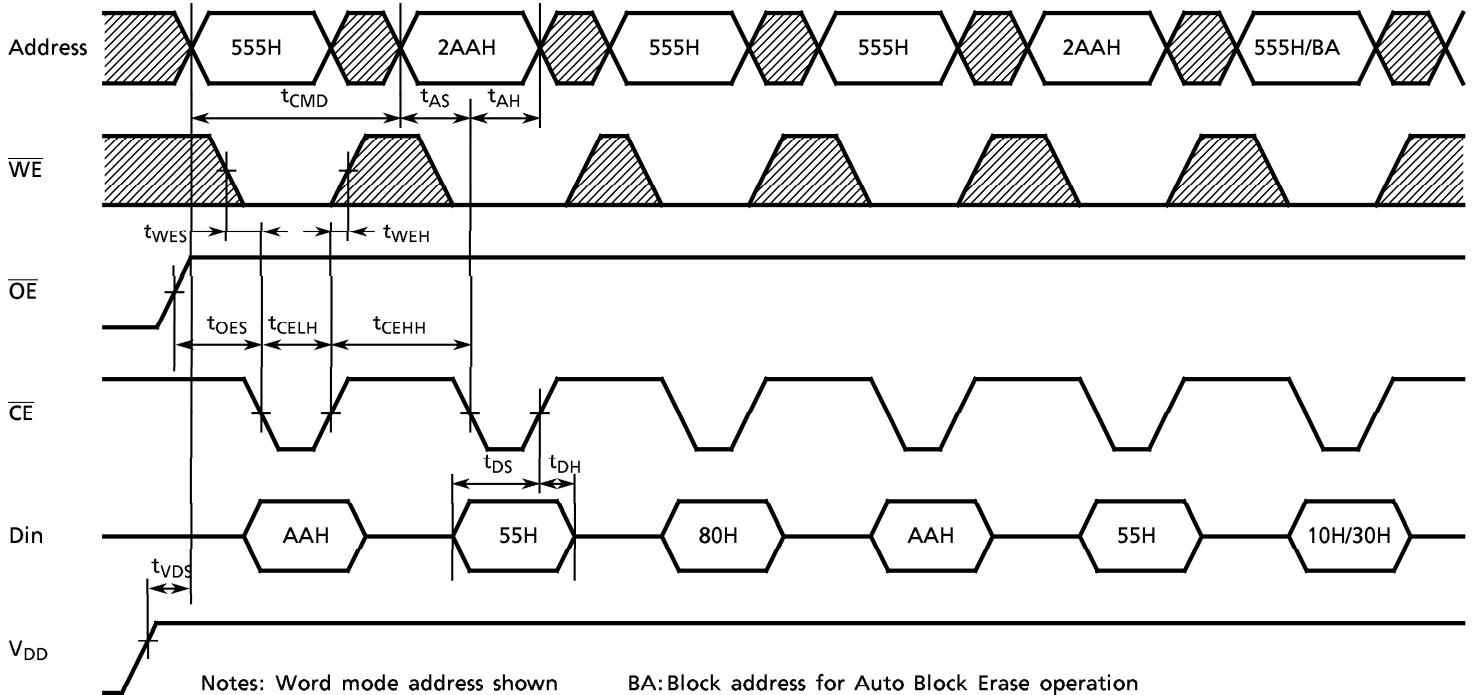 Address 555H 2AAH 555H 555H 2AAH 555H/BA
tCMD tAS tAH
WE
tWES tWEH
OE
tOES tCELH tCEHH
CE
tDS tDH
Din AAH 55H 80H AAH 55H 10H/30H
tVDS
VDD
Notes: Word mode address shown BA: Block address for Auto Block Erase operation